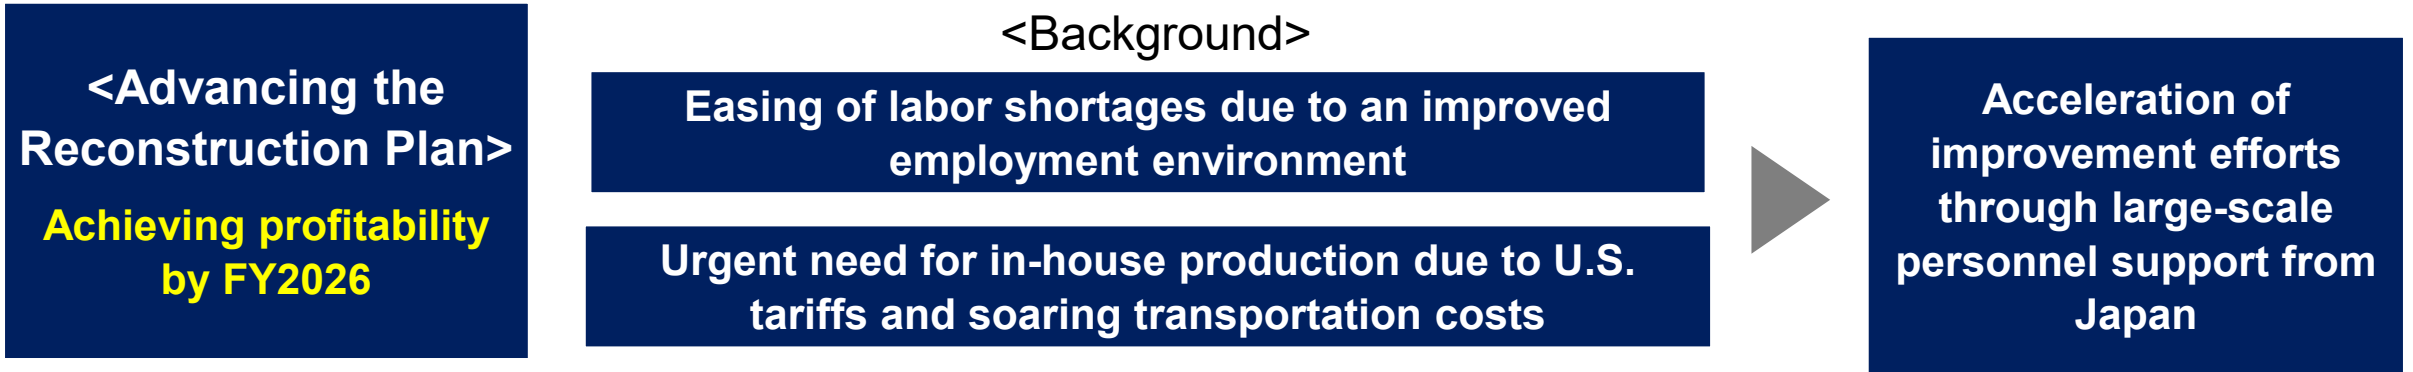 <Advancing the
Reconstruction Plan>
Achieving profitability
by FY2026
<Background>
Easing of labor shortages due to an improved
employment environment
Urgent need for in-house production due to U.S.
tariffs and soaring transportation costs
Acceleration of
improvement efforts
through large-scale
personnel support from
Japan